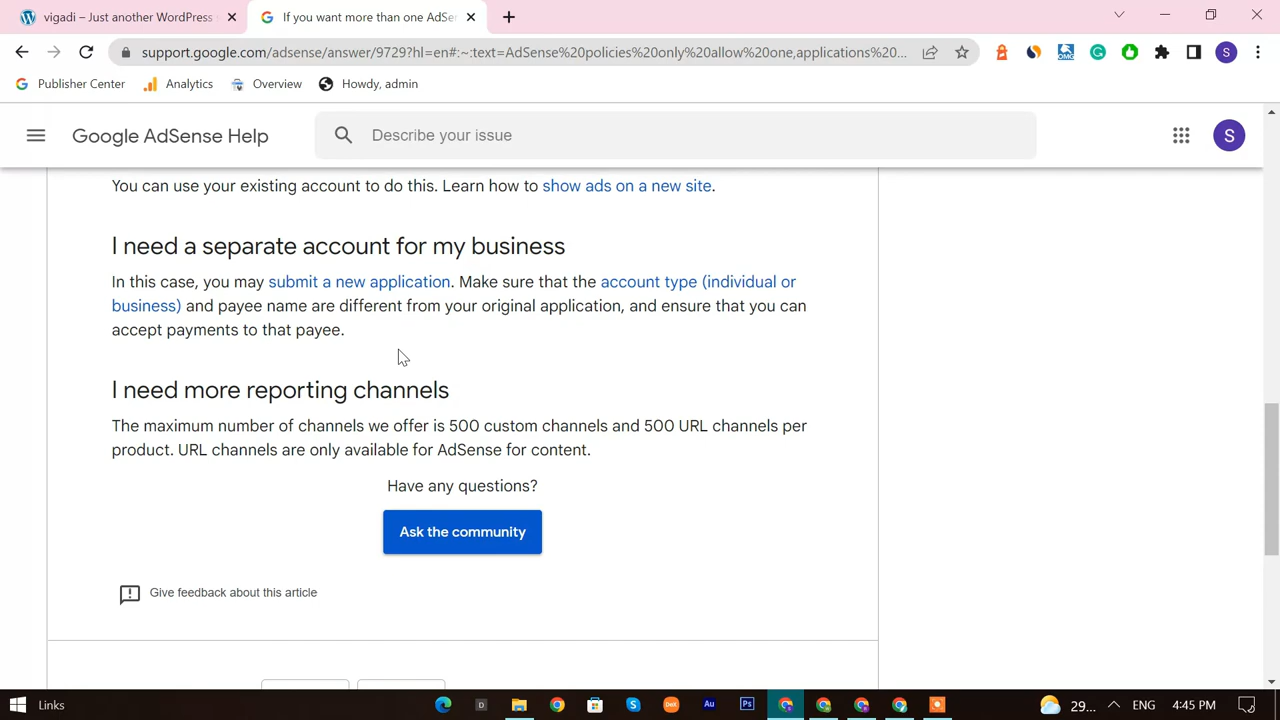 vigadi – Just another WordPress
If you want more than one AdSer
support.google.com/adsense/answer/9729?hl=en#:~:text=AdSense%20policies%20only%20allow%20one,applications%20...
S
Publisher Center
Analytics
Overview
Howdy, admin
Google AdSense Help
Describe your issue
S
You can use your existing account to do this. Learn how to show ads on a new site.
I need a separate account for my business
In this case, you may submit a new application. Make sure that the account type (individual or
business) and payee name are different from your original application, and ensure that you can
accept payments to that payee.
I need more reporting channels
The maximum number of channels we offer is 500 custom channels and 500 URL channels per
product. URL channels are only available for AdSense for content.
Have any questions?
Ask the community
Give feedback about this article
Links
D
S
DeX
Au
Ps
29...
ENG
4:45 PM